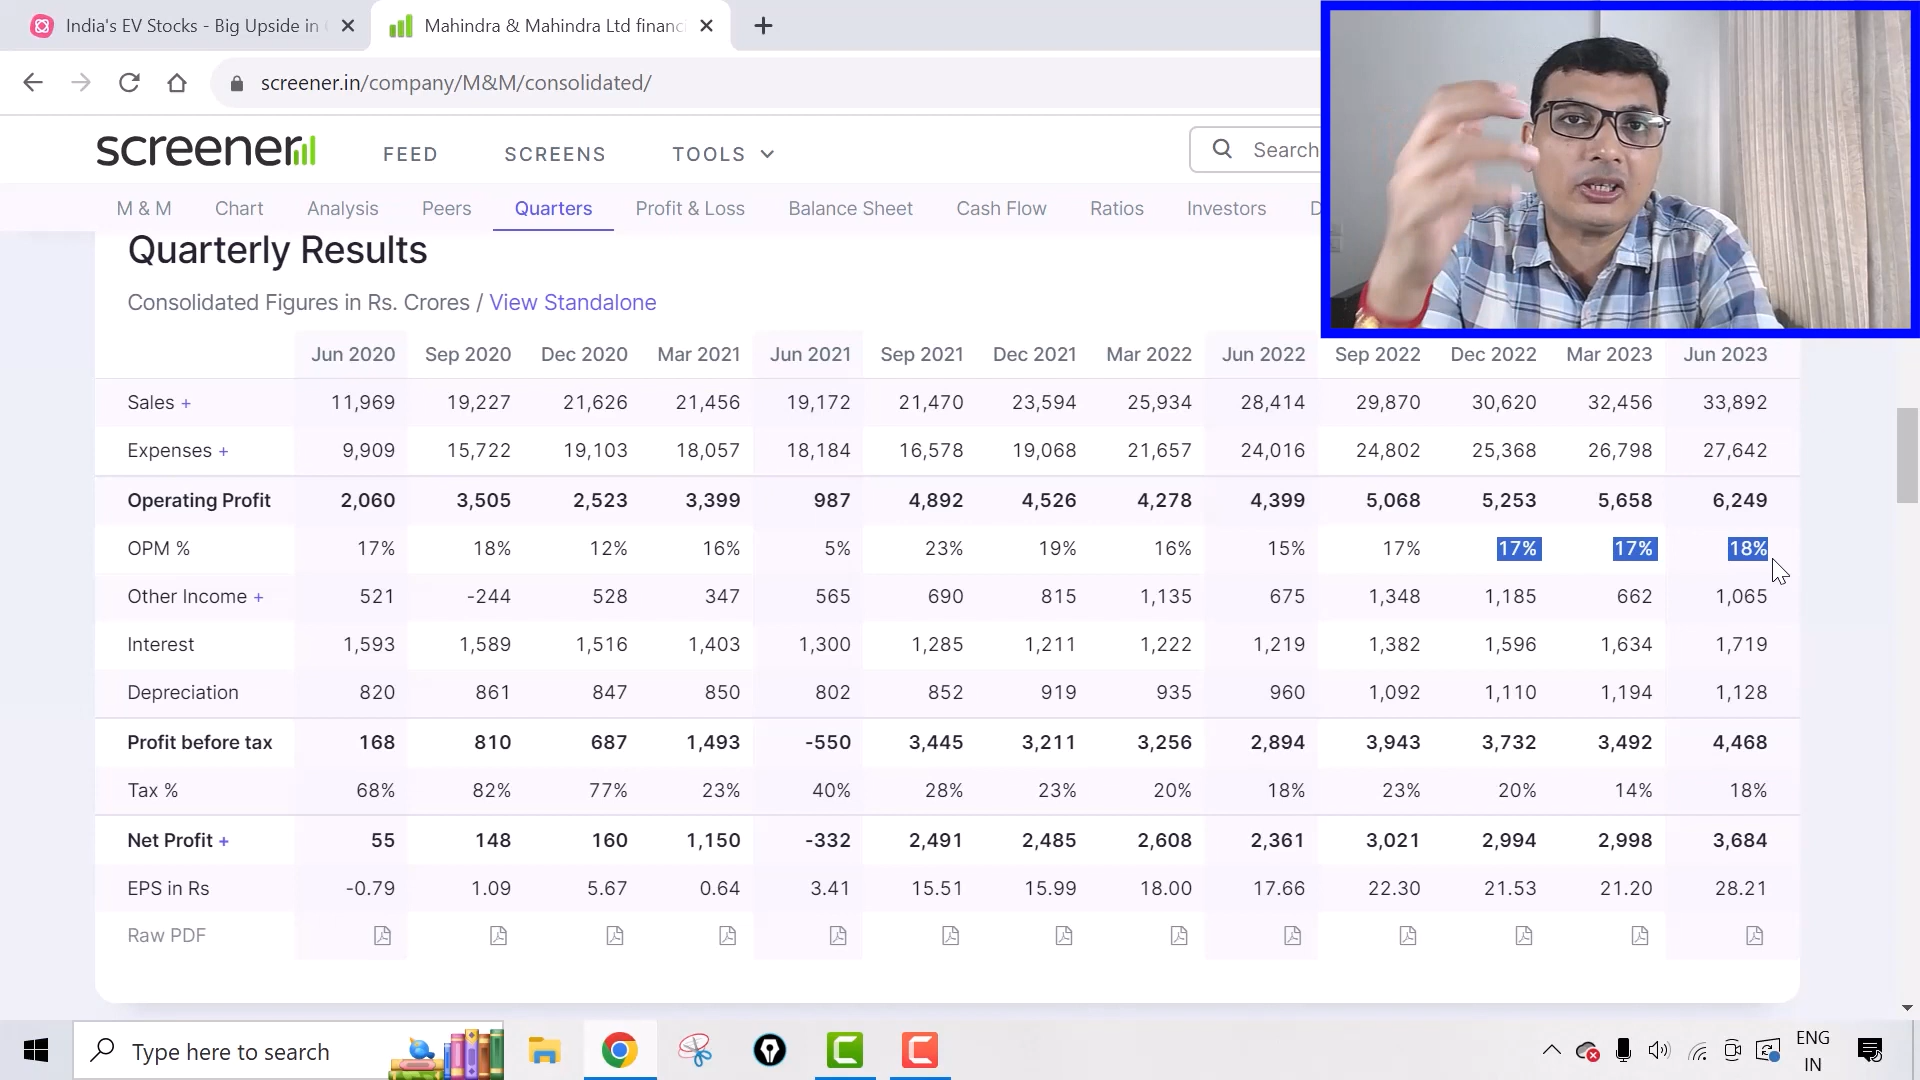 India's EV Stocks - Big Upside in
Mahindra & Mahindra Ltd financ
screener.in/company/M&M/consolidated/
screener
FEED
SCREENS
TOOLS
Search
M & M
Chart
Analysis
Peers
Quarters
Profit & Loss
Balance Sheet
Cash Flow
Ratios
Investors
Quarterly Results
Consolidated Figures in Rs. Crores / View Standalone
Jun 2020 Sep 2020 Dec 2020 Mar 2021 Jun 2021 Sep 2021 Dec 2021 Mar 2022 Jun 2022 Sep 2022 Dec 2022 Mar 2023 Jun 2023
Sales + 11,969 19,227 21,626 21,456 19,172 21,470 23,594 25,934 28,414 29,870 30,620 32,456 33,892
Expenses + 9,909 15,722 19,103 18,057 18,184 16,578 19,068 21,657 24,016 24,802 25,368 26,798 27,642
Operating Profit 2,060 3,505 2,523 3,399 987 4,892 4,526 4,278 4,399 5,068 5,253 5,658 6,249
OPM % 17% 18% 12% 16% 5% 23% 19% 16% 15% 17% 17% 17% 18%
Other Income + 521 -244 528 347 565 690 815 1,135 675 1,348 1,185 662 1,065
Interest 1,593 1,589 1,516 1,403 1,300 1,285 1,211 1,222 1,219 1,382 1,596 1,634 1,719
Depreciation 820 861 847 850 802 852 919 935 960 1,092 1,110 1,194 1,128
Profit before tax 168 810 687 1,493 -550 3,445 3,211 3,256 2,894 3,943 3,732 3,492 4,468
Tax % 68% 82% 77% 23% 40% 28% 23% 20% 18% 23% 20% 14% 18%
Net Profit + 55 148 160 1,150 -332 2,491 2,485 2,608 2,361 3,021 2,994 2,998 3,684
EPS in Rs -0.79 1.09 5.67 0.64 3.41 15.51 15.99 18.00 17.66 22.30 21.53 21.20 28.21
Raw PDF
Type here to search
ENG
IN